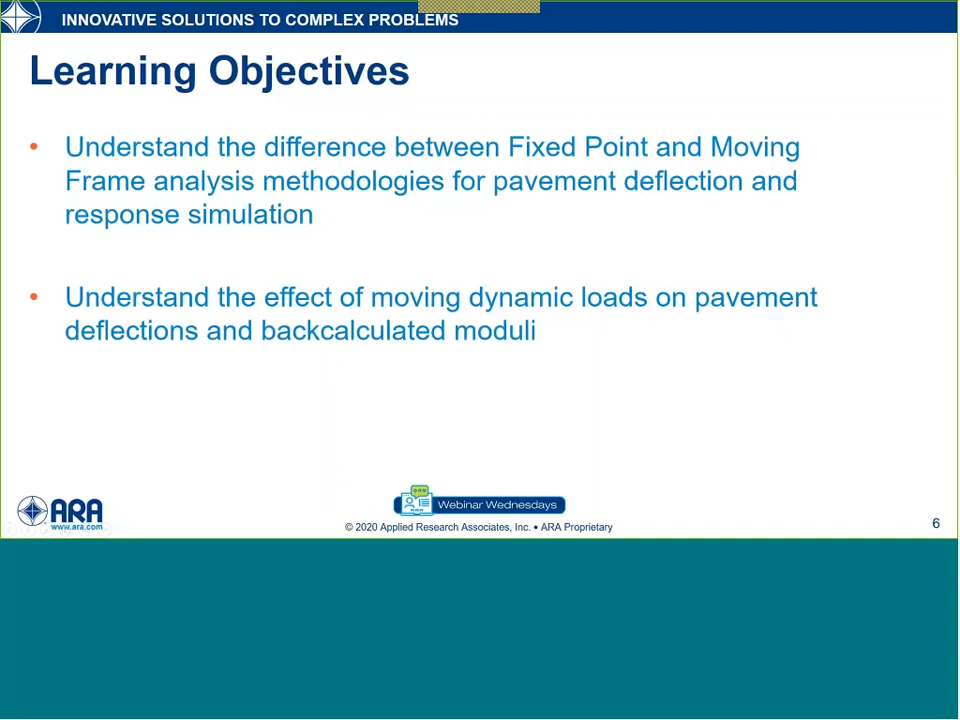 INNOVATIVE SOLUTIONS TO COMPLEX PROBLEMS
Learning Objectives
• Understand the difference between Fixed Point and Moving
Frame analysis methodologies for pavement deflection and
response simulation
• Understand the effect of moving dynamic loads on pavement
deflections and backcalculated moduli
ARA
www.ara.com
Webinar Wednesdays
© 2020 Applied Research Associates, Inc. • ARA Proprietary
6